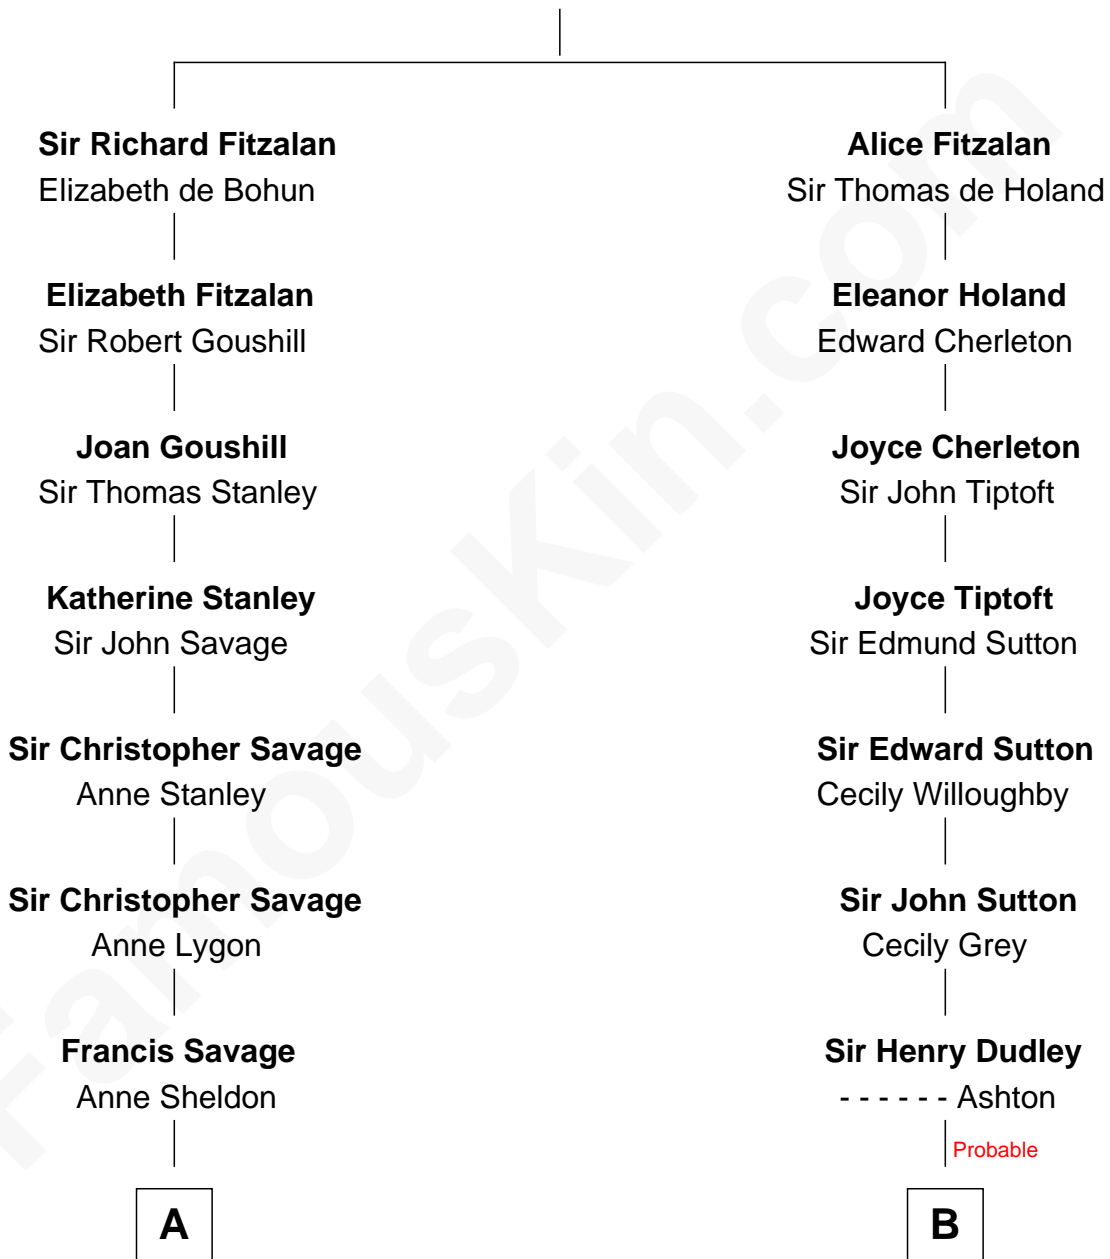 Sir Richard Fitzalan
Elizabeth de Bohun
Elizabeth Fitzalan
Sir Robert Goushill
Joan Goushill
Sir Thomas Stanley
Katherine Stanley
Sir John Savage
Sir Christopher Savage
Anne Stanley
Sir Christopher Savage
Anne Lygon
Francis Savage
Anne Sheldon
A
Alice Fitzalan
Sir Thomas de Holand
Eleanor Holand
Edward Cherleton
Joyce Cherleton
Sir John Tiptoft
Joyce Tiptoft
Sir Edmund Sutton
Sir Edward Sutton
Cecily Willoughby
Sir John Sutton
Cecily Grey
Sir Henry Dudley
- - - - - - Ashton
Probable
B
FamousKin.com